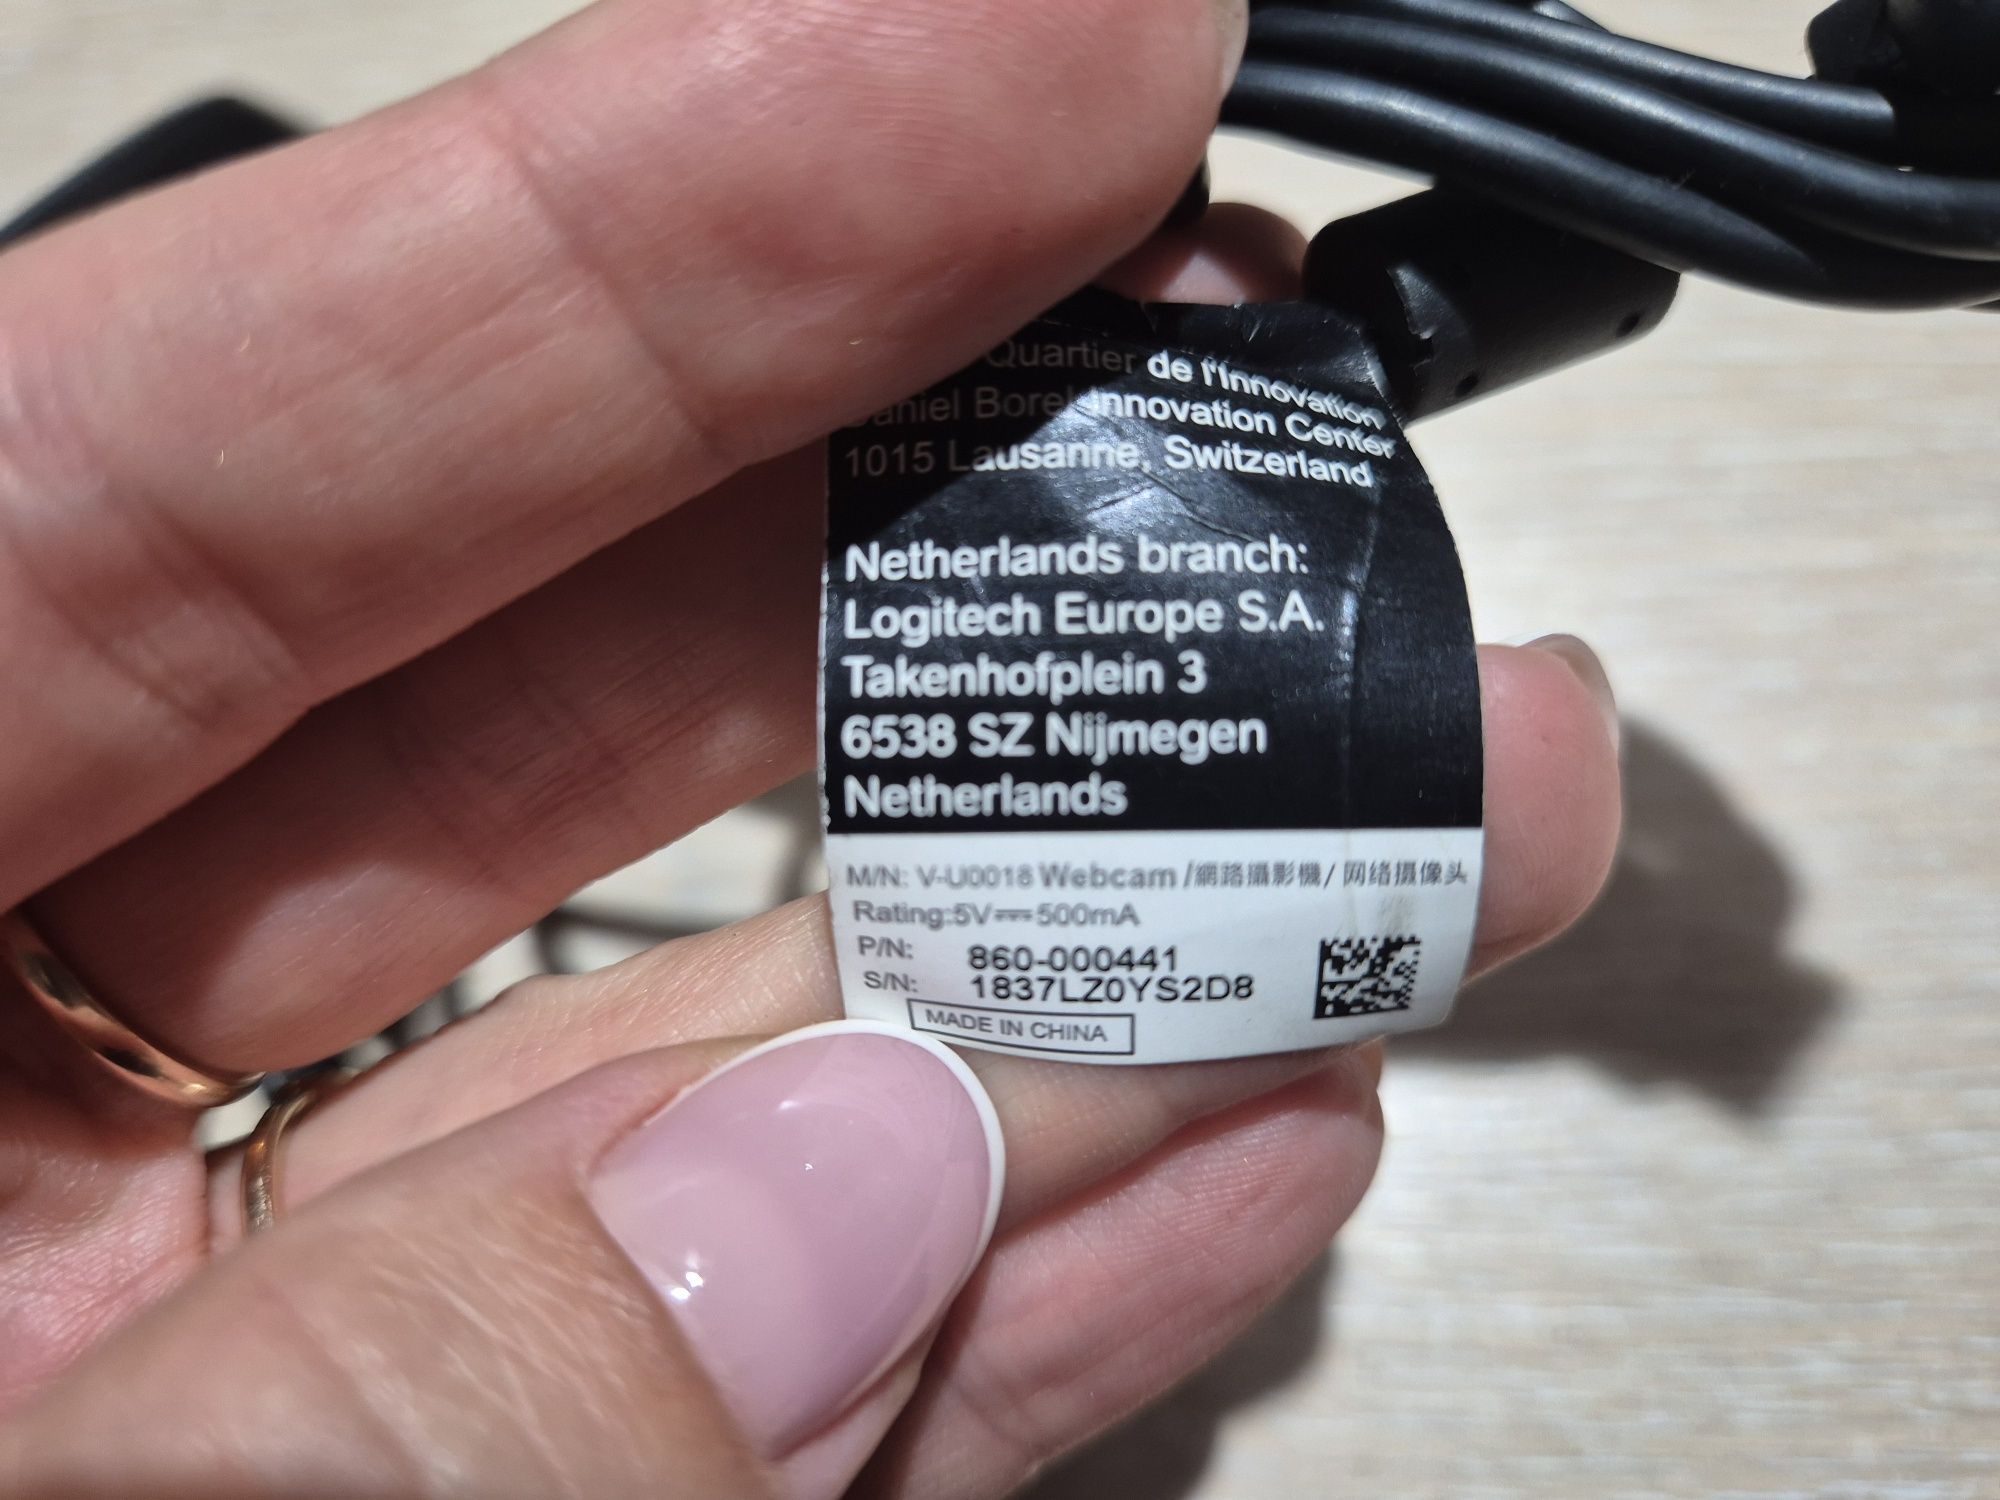 Quartier de l'Innovation
Daniel Borel Innovation Center
1015 Lausanne, Switzerland
Netherlands branch:
Logitech Europe S.A.
Takenhofplein 3
6538 SZ Nijmegen
Netherlands
M/N: V-U0018 Webcam /網路攝影機/ 网络摄像头
Rating:5V⎓500mA
P/N: 860-000441
S/N: 1837LZ0YS2D8
MADE IN CHINA